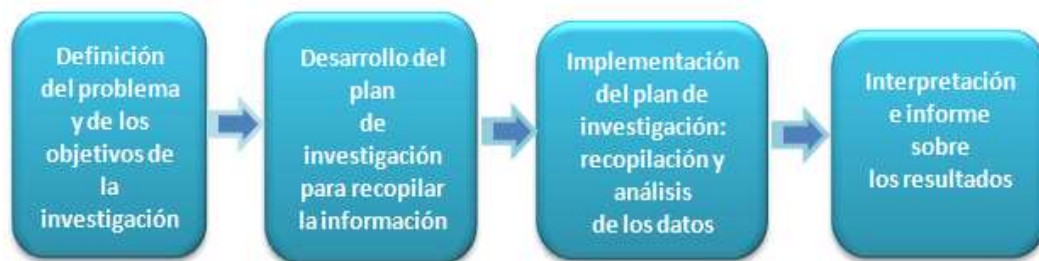 Definición
del problema
y de los
objetivos de
la
investigación
Desarrollo del
plan
de
investigación
para recopilar
la información
Implementación
del plan de
investigación:
recopilación y
análisis
de los datos
Interpretación
e informe
sobre
los resultados